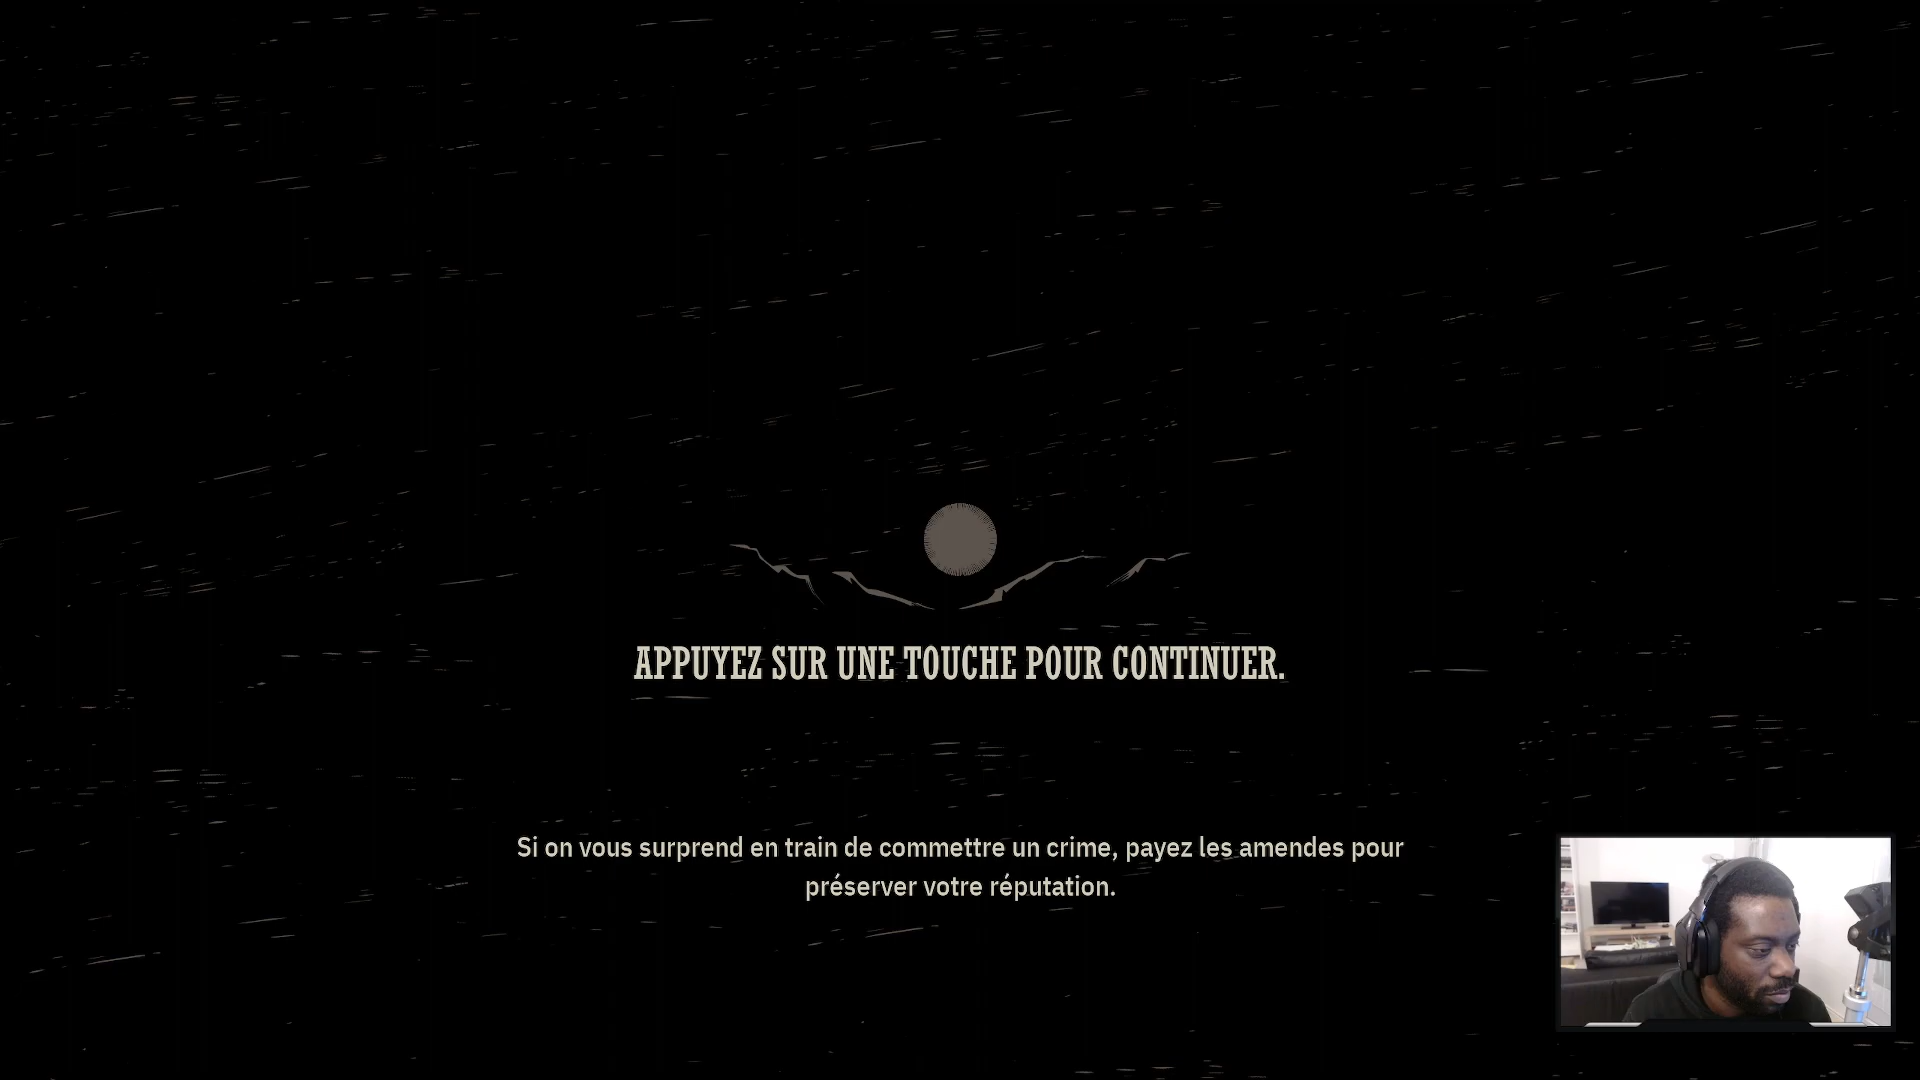 APPUYEZ SUR UNE TOUCHE POUR CONTINUER.
Si on vous surprend en train de commettre un crime, payez les amendes pour
préserver votre réputation.